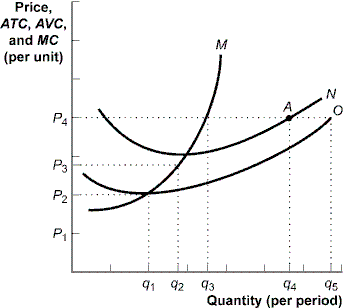 Price,
ATC, AVC,
and MC
(per unit)
M
N
A
O
P4
P3
P2
P1
q1 q2 q3 q4 q5
Quantity (per period)